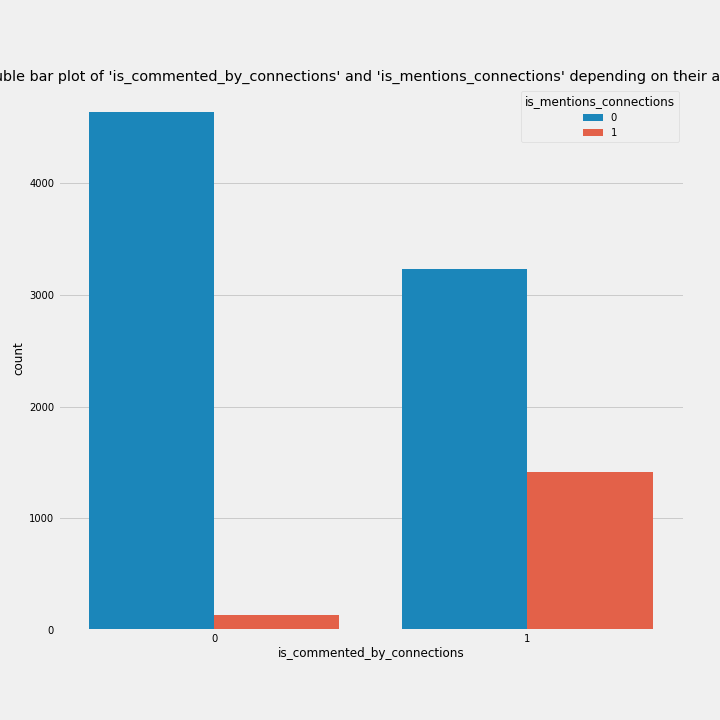 of 'is_commented_by_connections' and 'is_mentions_connections' depending on their
bar plot
is_mentions_connections
0
1
4000
3000
2000
1000
0
count
0 1
is_commented_by_connections